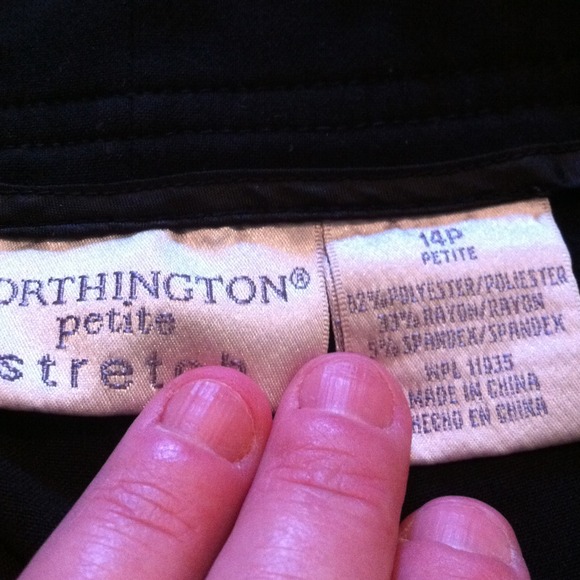 ORTHINGTON®
petite
stretch
14P
PETITE
62% POLYESTER/POLIESTER
33% RAYON/RAYON
5% SPANDEX/SPANDEX
WPL 11935
MADE IN CHINA
HECHO EN CHINA